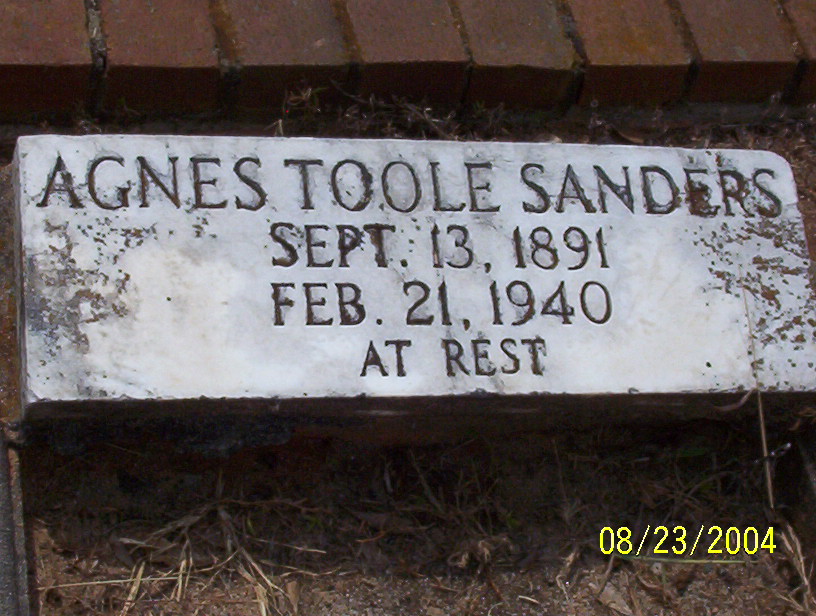 AGNES TOOLE SANDERS
SEPT. 13, 1891
FEB. 21, 1940
AT REST
08/23/2004